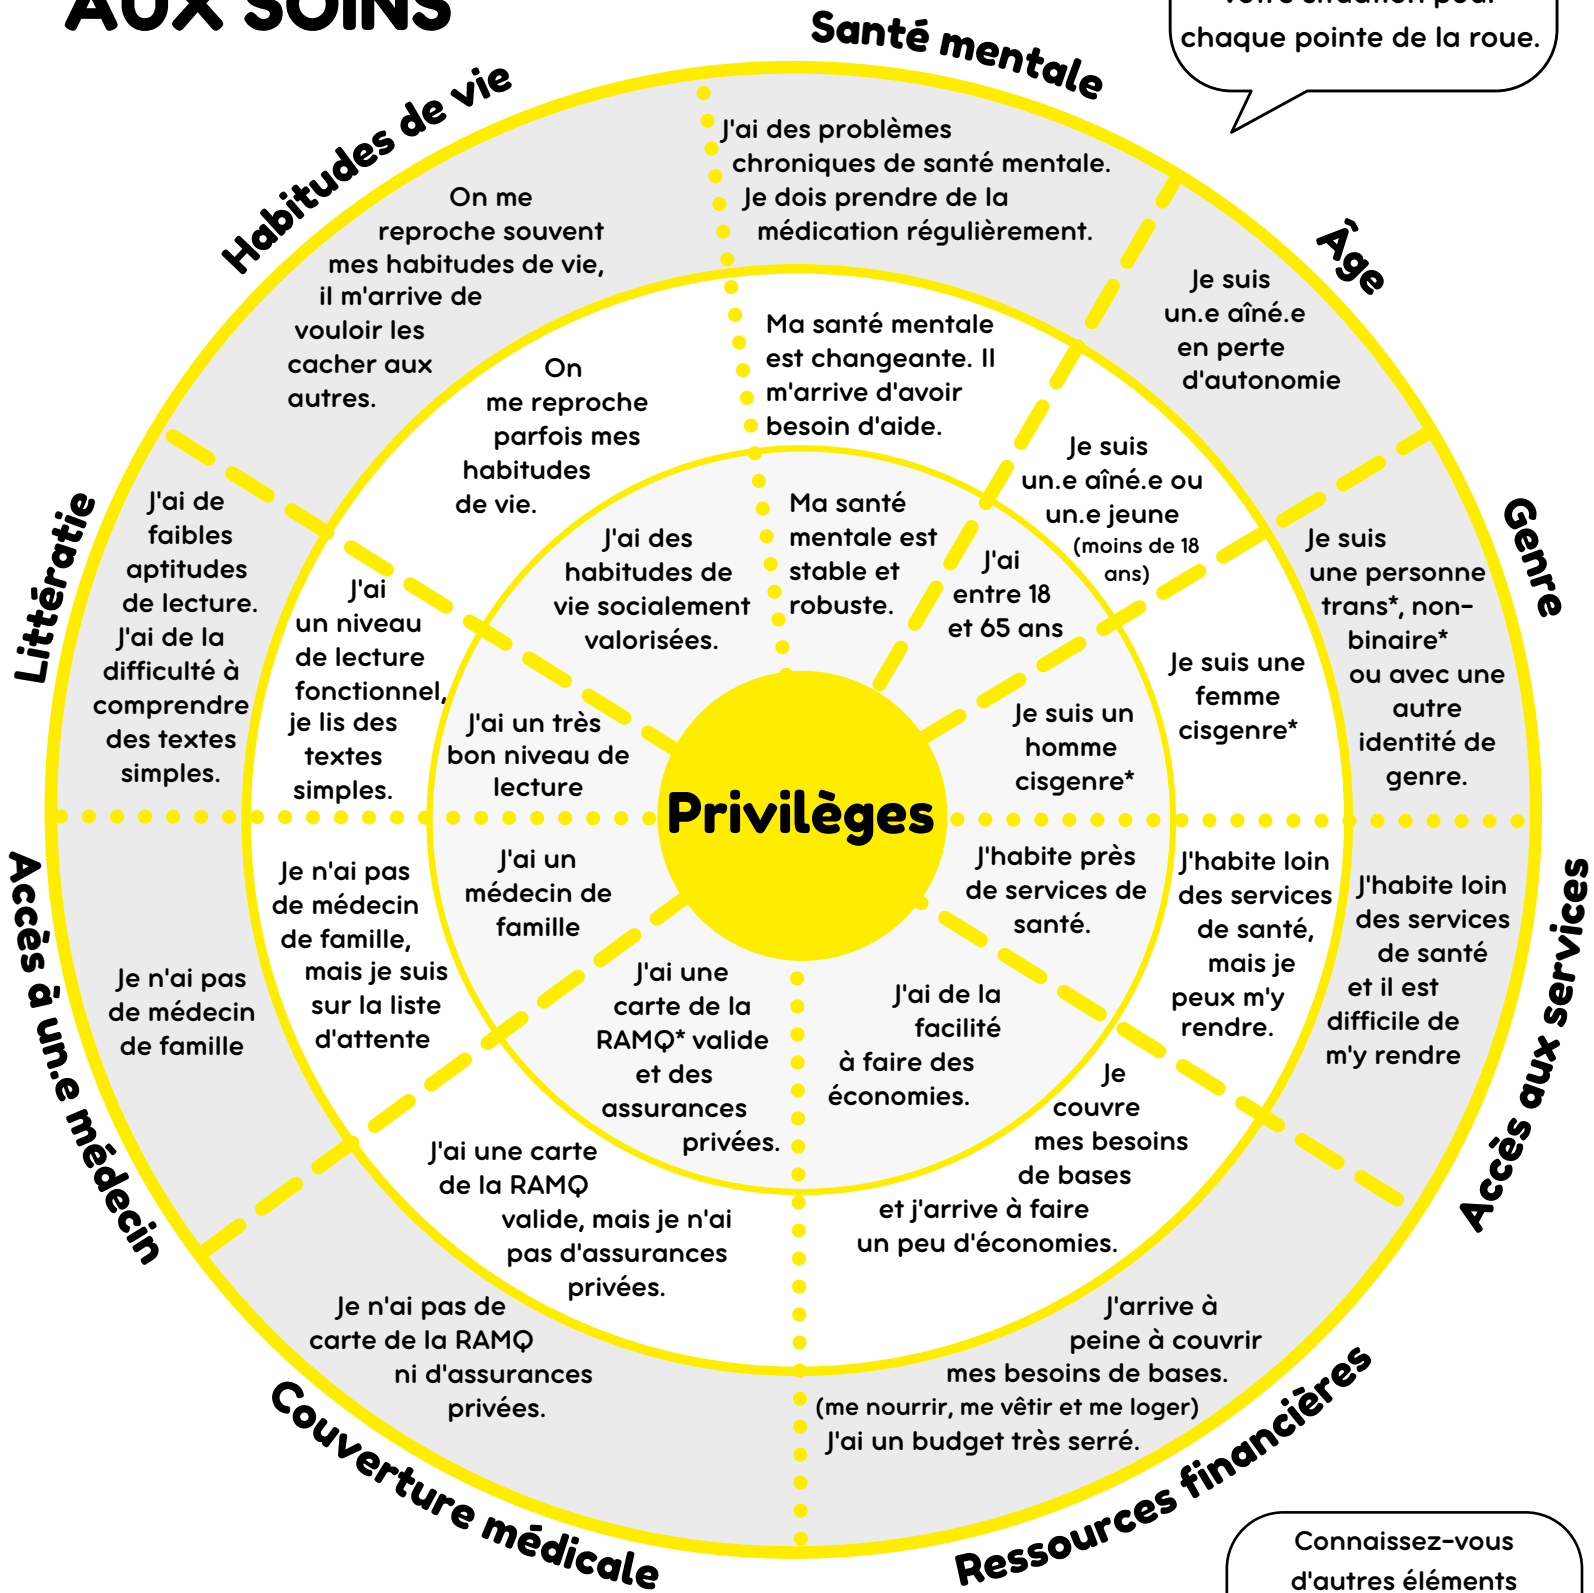 AUX SOINS
votre situation pour
chaque pointe de la roue.
Santé mentale
J'ai des problèmes
chroniques de santé mentale.
Je dois prendre de la
médication régulièrement.
Ma santé mentale
est changeante. Il
m'arrive d'avoir
besoin d'aide.
Ma santé
mentale est
stable et
robuste.
Âge
Je suis
un.e aîné.e
en perte
d'autonomie
Je suis
un.e aîné.e ou
un.e jeune
(moins de 18
ans)
J'ai
entre 18
et 65 ans
Genre
Je suis
une personne
trans*, non-
binaire*
ou avec une
autre
identité de
genre.
Je suis une
femme
cisgenre*
Je suis un
homme
cisgenre*
Accès aux services
J'habite loin
des services
de santé
et il est
difficile de
m'y rendre
J'habite loin
des services
de santé,
mais je
peux m'y
rendre.
J'habite près
de services de
santé.
Ressources financières
J'arrive à
peine à couvrir
mes besoins de bases.
(me nourrir, me vêtir et me loger)
J'ai un budget très serré.
Je
couvre
mes besoins
de bases
et j'arrive à faire
un peu d'économies.
J'ai de la
facilité
à faire des
économies.
Couverture médicale
Je n'ai pas de
carte de la RAMQ
ni d'assurances
privées.
J'ai une carte
de la RAMQ
valide, mais je n'ai
pas d'assurances
privées.
J'ai une
carte de la
RAMQ* valide
et des
assurances
privées.
Accès à un.e médecin
Je n'ai pas
de médecin
de famille
Je n'ai pas
de médecin
de famille,
mais je suis
sur la liste
d'attente
J'ai un
médecin de
famille
Littératie
J'ai de
faibles
aptitudes
de lecture.
J'ai de la
difficulté à
comprendre
des textes
simples.
J'ai
un niveau
de lecture
fonctionnel,
je lis des
textes
simples.
J'ai un très
bon niveau de
lecture
Habitudes de vie
On me
reproche souvent
mes habitudes de vie,
il m'arrive de
vouloir les
cacher aux
autres.
On
me reproche
parfois mes
habitudes
de vie.
J'ai des
habitudes de
vie socialement
valorisées.
Privilèges
Connaissez-vous
d'autres éléments